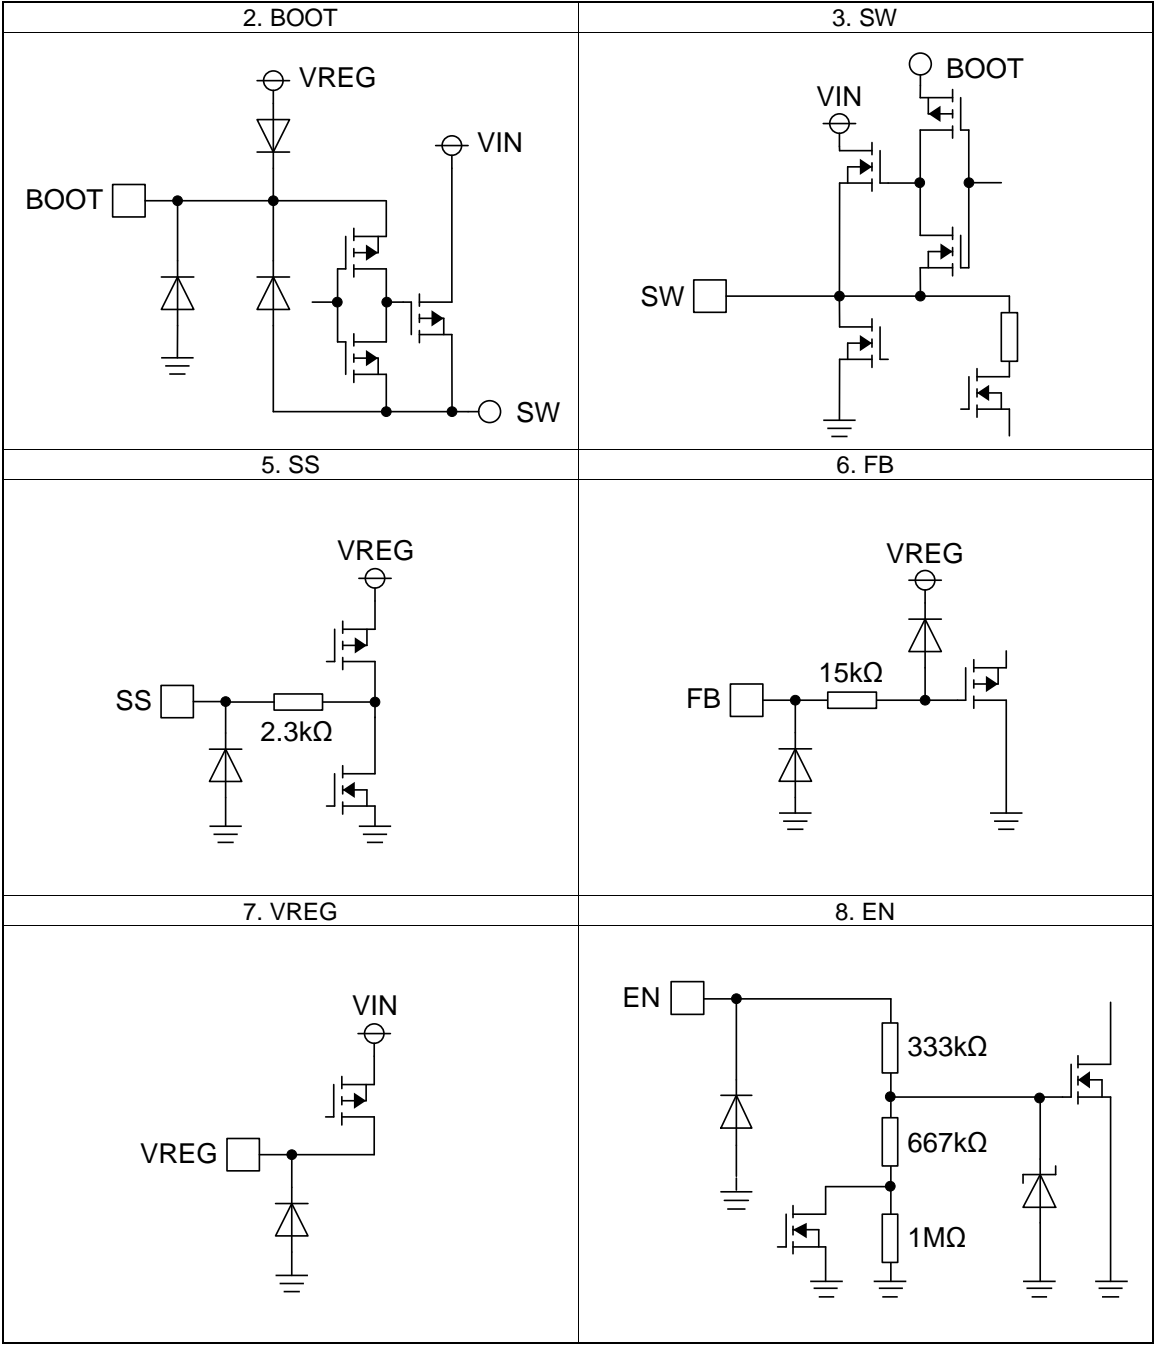 2. BOOT
3. SW
VREG
VIN
BOOT
SW
BOOT
VIN
SW
5. SS
6. FB
VREG
SS
2.3kΩ
VREG
15kΩ
FB
7. VREG
8. EN
VIN
VREG
EN
333kΩ
667kΩ
1MΩ